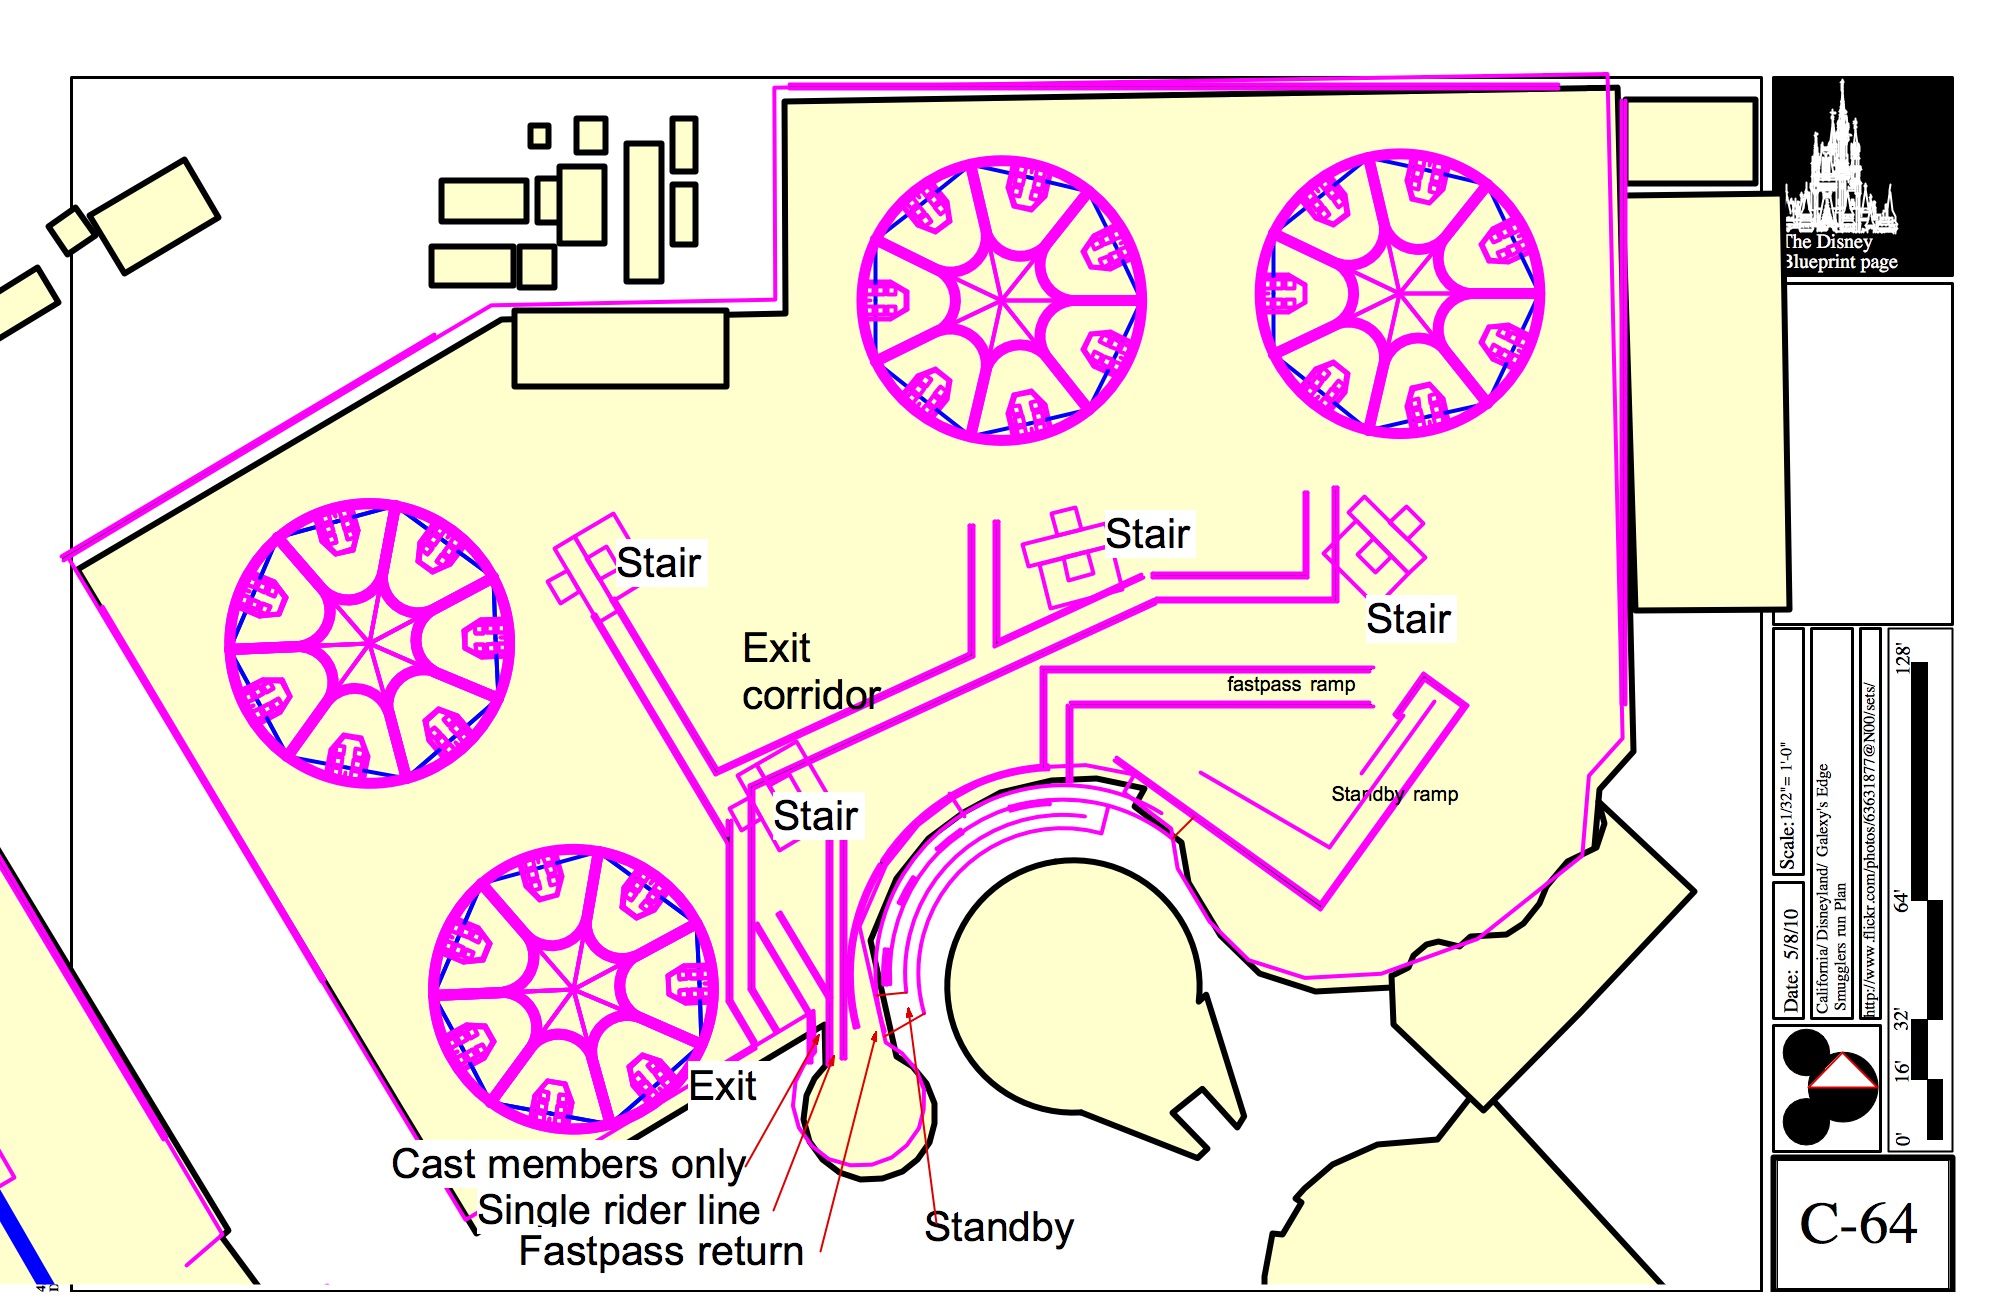 The Disney
Blueprint page
Stair
Stair
Stair
Exit
corridor
fastpass ramp
Standby ramp
Stair
Exit
Cast members only
Single rider line
Fastpass return
Standby
Scale:1/32"= 1'-0"
Date: 5/8/10
California/ Disneyland/ Galexy's Edge
Smugglers run Plan
http://www.flickr.com/photos/63631877@N00/sets/
128'
64'
32'
16'
0'
C-64